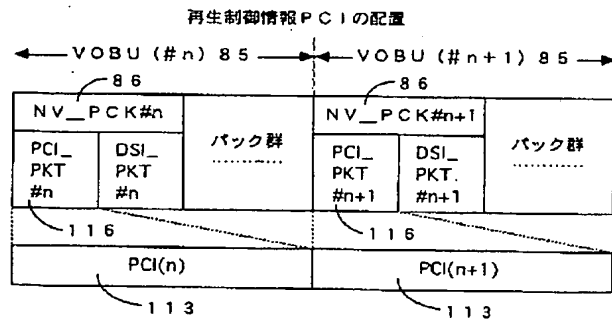 再生制御情報PCIの配置
VOBU(#n)85
VOBU(#n+1)85
86
86
NV__PCK#n
パック群
............
NV__PCK#n+1
パック群
............
PCI_
PKT
#n
DSI_
PKT
#n
PCI_
PKT
#n+1
DSI_
PKT.
#n+1
116
116
PCI(n)
PCI(n+1)
113
113